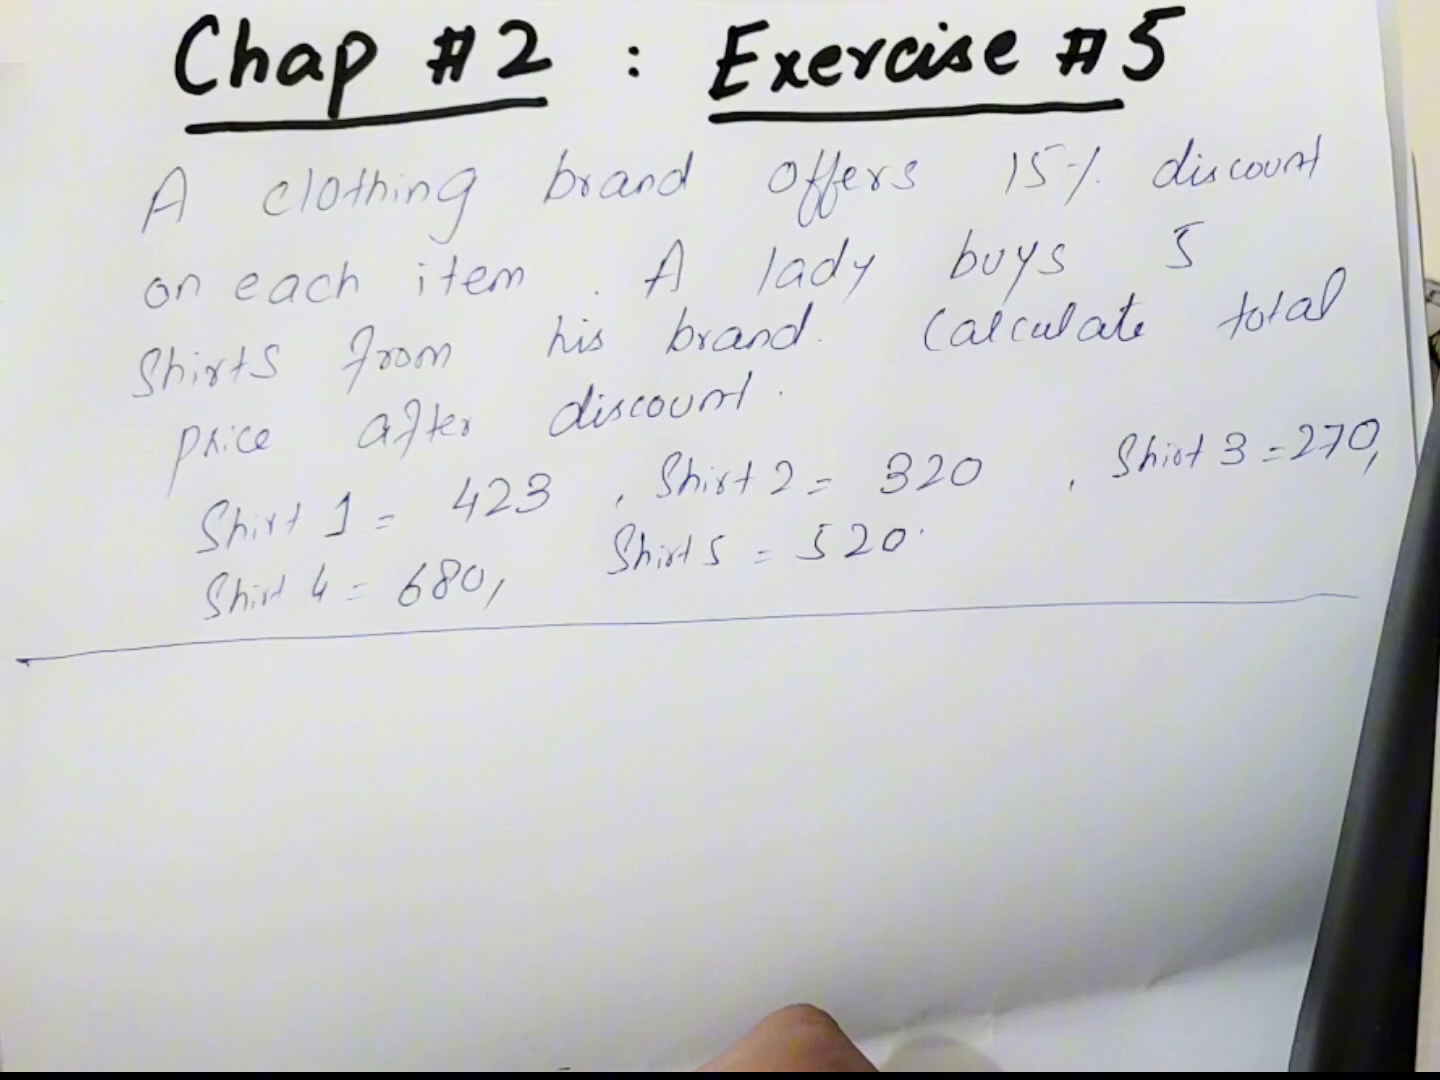 Chap #2 : Exercise #5
A clothing brand offers 15% discount
on each item. A lady buys 5
Shirts from his brand. Calculate total
price after discount.
Shirt 1 = 423, Shirt 2 = 320, Shirt 3 = 270,
Shirt 4 = 680, Shirt 5 = 520.